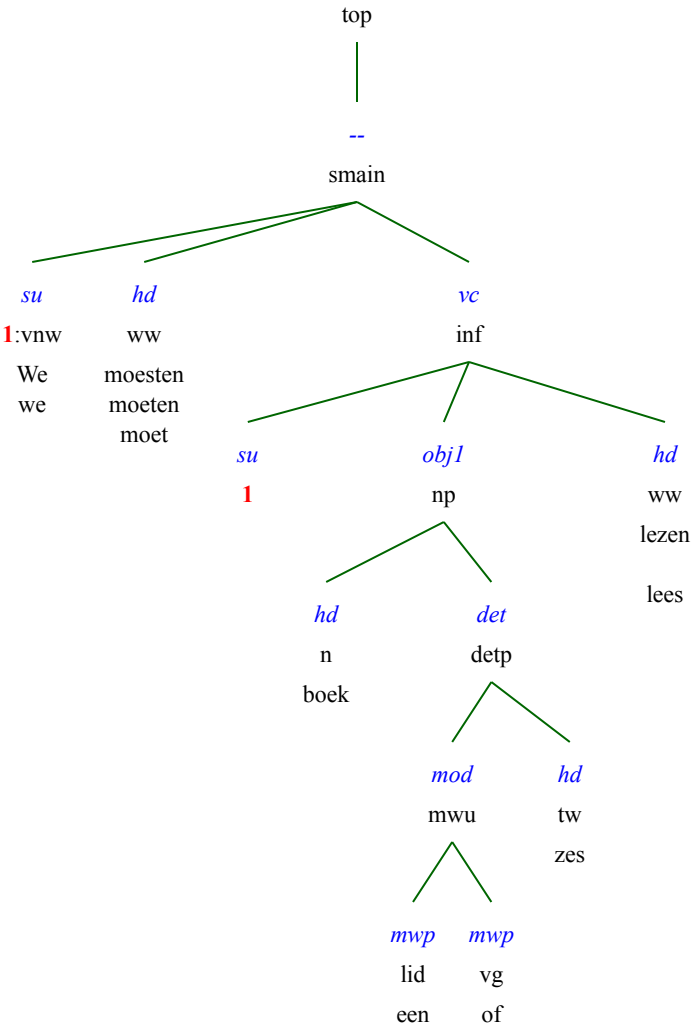 top
--
smain
su hd vc
1:vnw ww inf
We moesten
we moeten
moet
su obj1 hd
1 np ww
lezen
lees
hd det
n detp
boek
mod hd
mwu tw
zes
mwp mwp
lid vg
een of